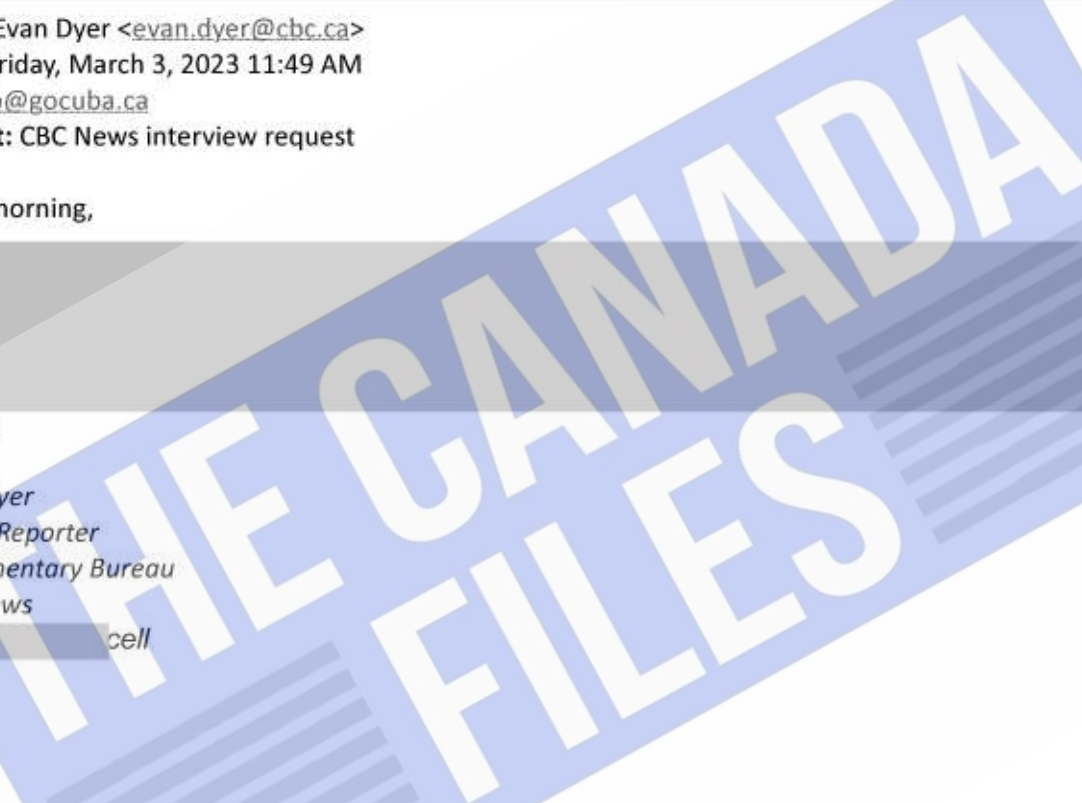 Evan Dyer <evan.dyer@cbc.ca>
riday, March 3, 2023 11:49 AM
o@gocuba.ca
t: CBC News interview request
norning,
yer
Reporter
nentary Bureau
ws
cell
THE CANADA
FILES